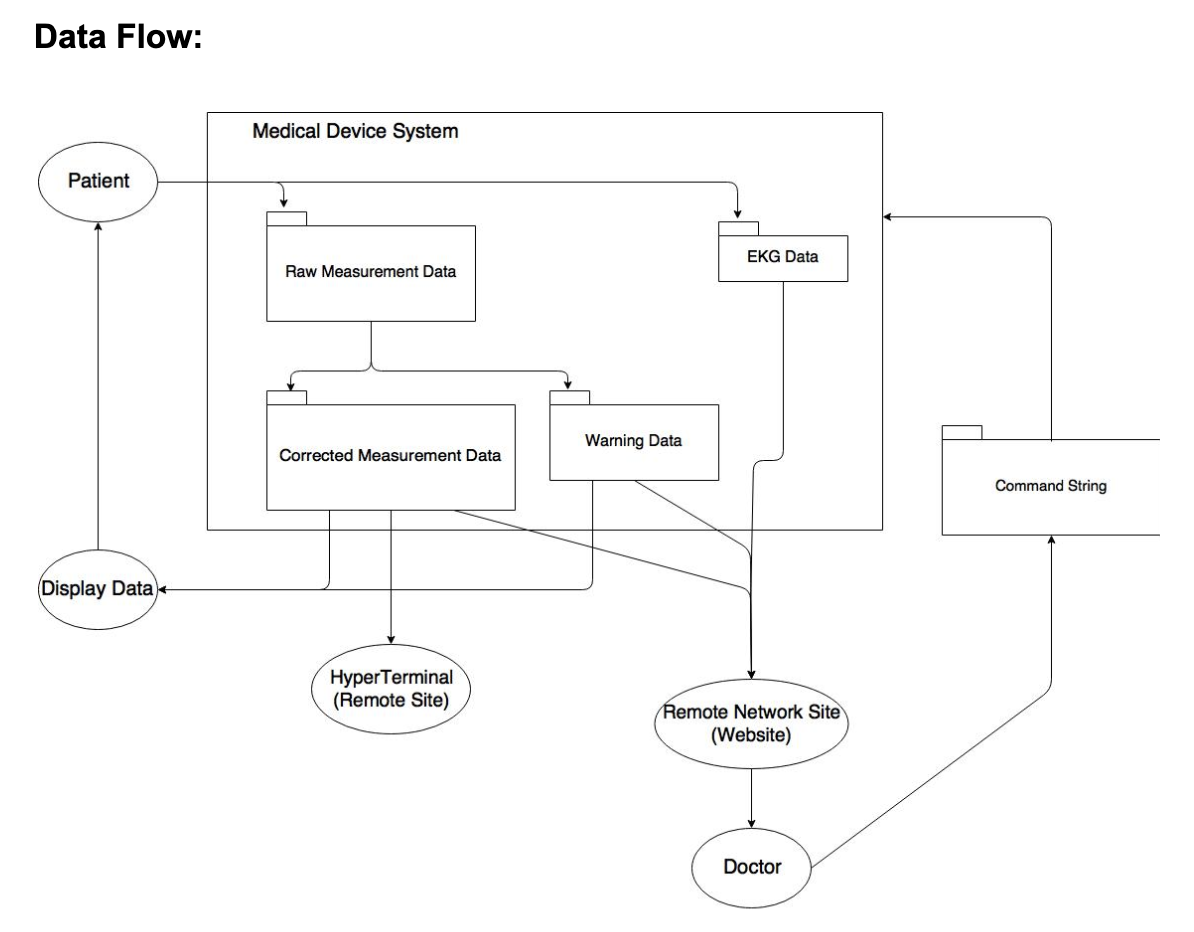 Data Flow:
Medical Device System
Patient
EKG Data
Raw Measurement Data
Warning Data
Corrected Measurement Data
Command String
Display Data
HyperTerminal
(Remote Site)
Remote Network Site
(Website)
Doctor